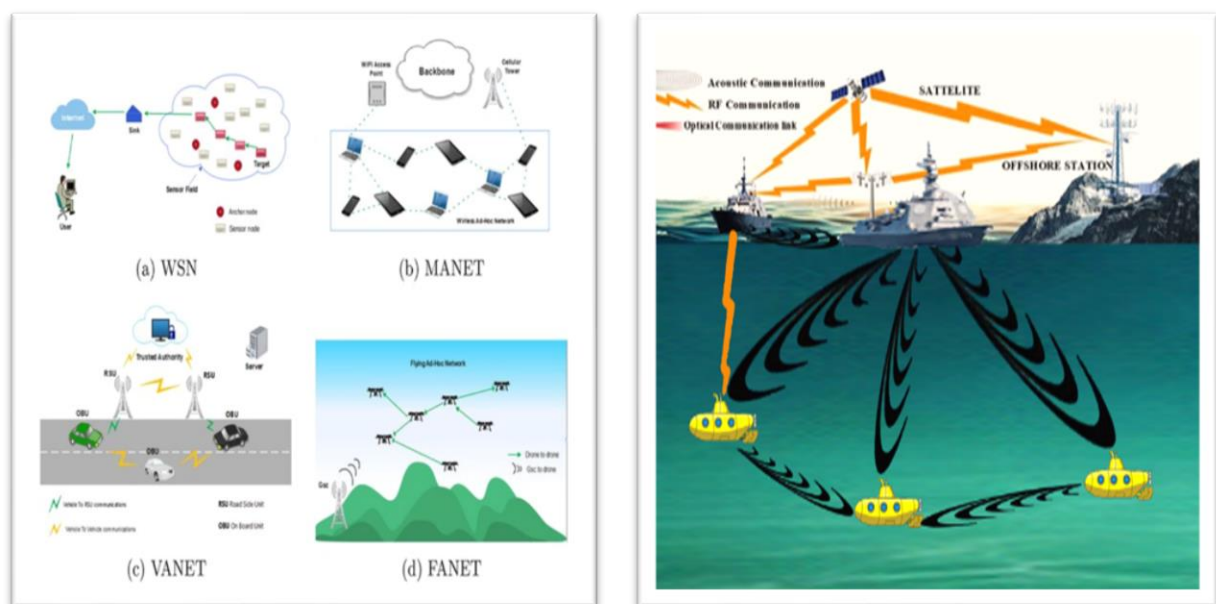 Internet
Sink
Target
Sensor Field
User
Anchor node
Sensor node
(a) WSN
WiFi Access
Point
Backbone
Cellular
Tower
Wireless Ad-Hoc Network
(b) MANET
Trusted Authority
Server
RSU
RSU
OBU
OBU
OBU
Vehicle To RSU communications
Vehicle To Vehicle communications
RSU Road Side Unit
OBU On Board Unit
(c) VANET
Flying Ad-Hoc Network
Drone to drone
Gsc to drone
Gsc
(d) FANET
Acoustic Communication
RF Communication
Optical Communication link
SATTELITE
OFFSHORE STATION